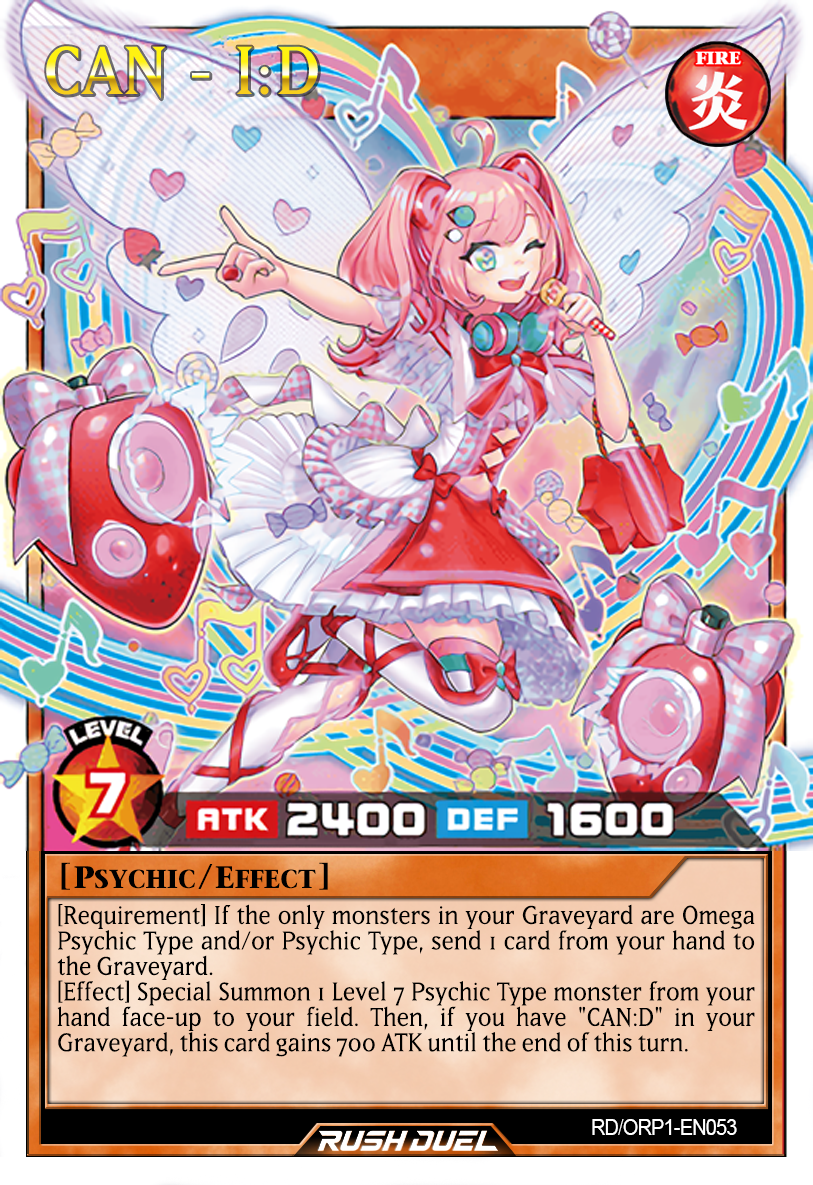 CAN - I:D
FIRE
炎
LEVEL
7
ATK 2400 DEF 1600
[PSYCHIC/EFFECT]
[Requirement] If the only monsters in your Graveyard are Omega
Psychic Type and/or Psychic Type, send 1 card from your hand to
the Graveyard.
[Effect] Special Summon 1 Level 7 Psychic Type monster from your
hand face-up to your field. Then, if you have "CAN:D" in your
Graveyard, this card gains 700 ATK until the end of this turn.
RUSH DUEL
RD/ORP1-EN053